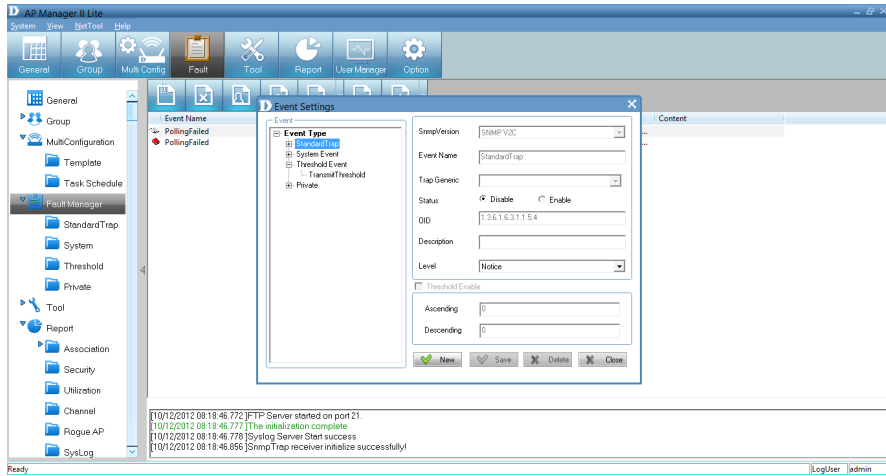 AP Manager II Lite
System View NetTool Help
General Group Multi Config Fault Tool Report User Manager Option
General
Group
MultiConfiguration
Template
Task Schedule
Fault Manager
StandardTrap
System
Threshold
Private
Tool
Report
Association
Security
Utilization
Channel
Rogue AP
SysLog
Event Name Content
PollingFailed
PollingFailed
Event Settings
Event
Event Type
StandardTrap
System Event
Threshold Event
TransmitThreshold
Private
SnmpVersion SNMP V2C
Event Name StandardTrap
Trap Generic
Status Disable Enable
OID 1.3.6.1.6.3.1.1.5.4
Description
Level Notice
Threshold Enable
Ascending 0
Descending 0
New Save Delete Close
[10/12/2012 08:18:46.772 ]FTP Server started on port 21.
[10/12/2012 08:18:46.777 ]The initialization complete
[10/12/2012 08:18:46.778 ]Syslog Server Start success
[10/12/2012 08:18:46.856 ]SnmpTrap receiver initialize successfully!
Ready LogUser admin